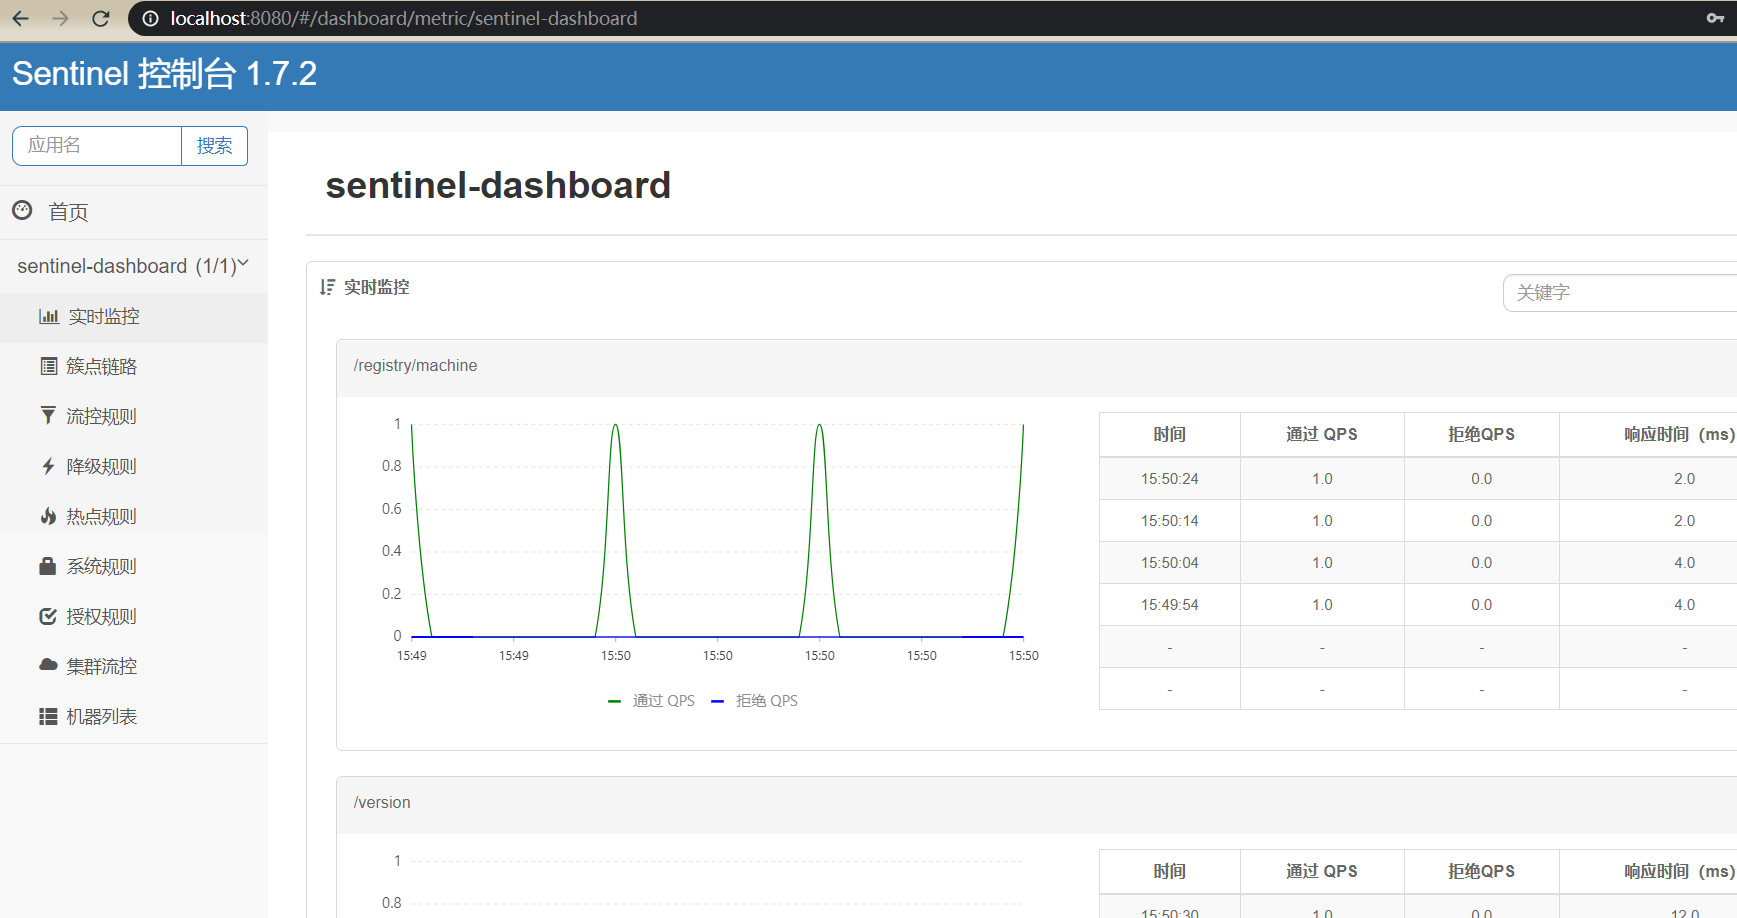 localhost:8080/#/dashboard/metric/sentinel-dashboard
Sentinel 控制台 1.7.2
应用名
搜索
首页
sentinel-dashboard (1/1)
实时监控
簇点链路
流控规则
降级规则
热点规则
系统规则
授权规则
集群流控
机器列表
sentinel-dashboard
实时监控
关键字
/registry/machine
1
0.8
0.6
0.4
0.2
0
15:49 15:49 15:50 15:50 15:50 15:50 15:50
通过 QPS 拒绝 QPS
时间 通过 QPS 拒绝QPS 响应时间（ms）
15:50:24 1.0 0.0 2.0
15:50:14 1.0 0.0 2.0
15:50:04 1.0 0.0 4.0
15:49:54 1.0 0.0 4.0
- - - -
- - - -
/version
1
0.8
时间 通过 QPS 拒绝QPS 响应时间（ms）
15:50:30 1.0 0.0 12.0